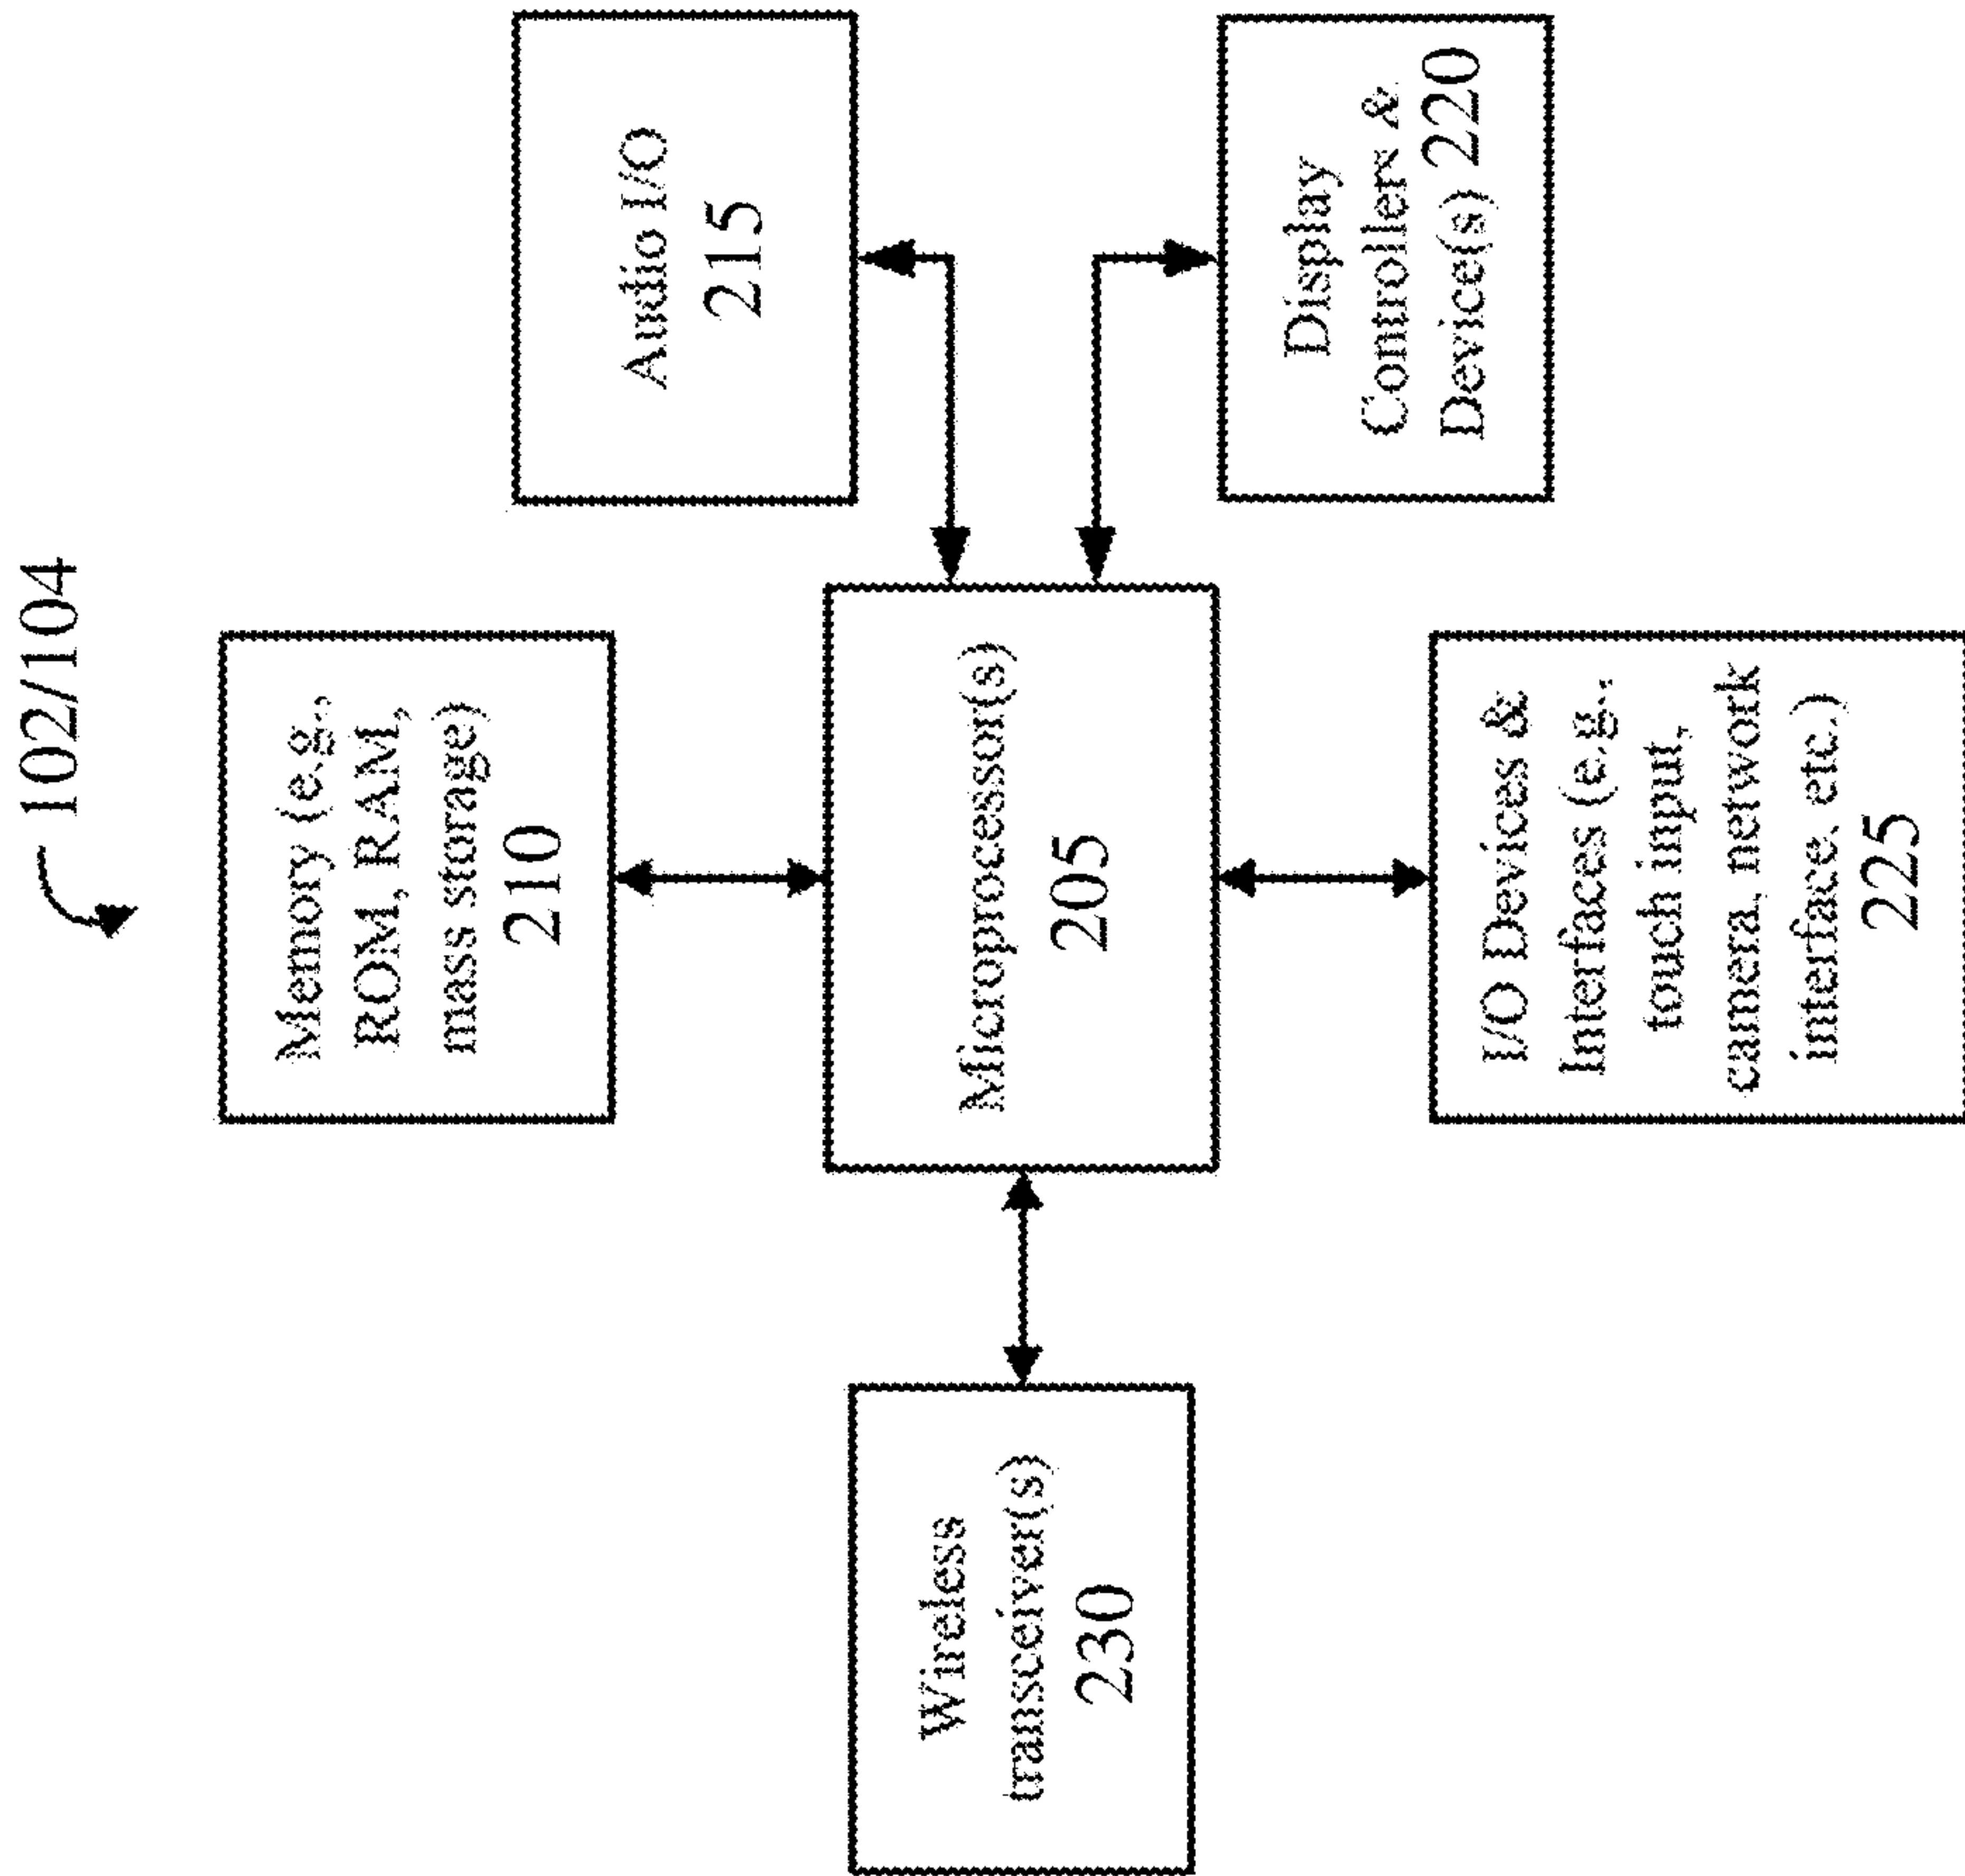 102/104
Memory (e.g.,
ROM, RAM,
mass storage)
210
Audio I/O
215
Microprocessor(s)
205
Display
Controllers &
Device(s) 220
Wireless
transceiver(s)
230
I/O Devices &
Interfaces (e.g.,
touch input,
camera, network
interface, etc.)
225